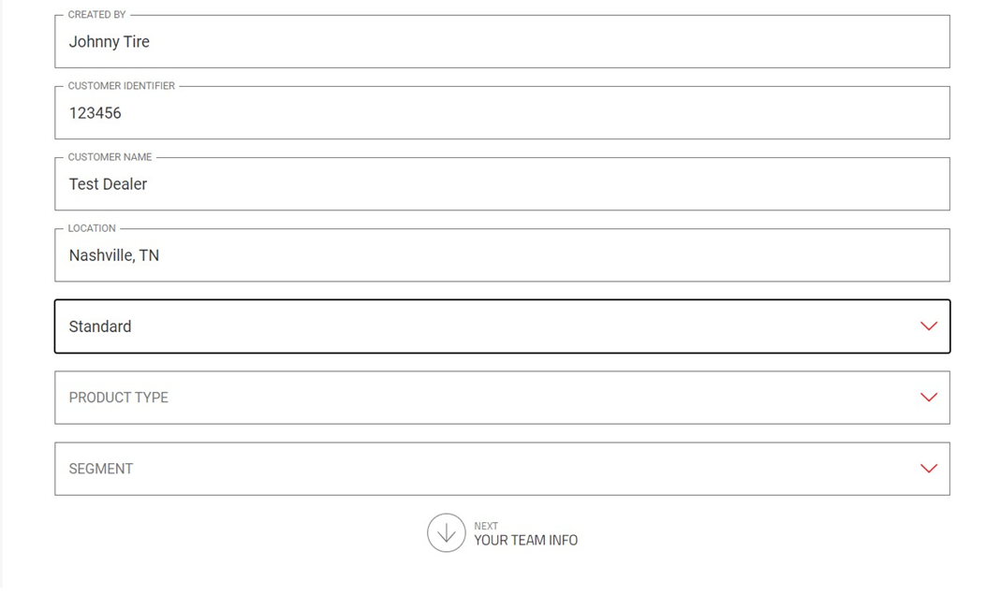 CREATED BY
Johnny Tire
CUSTOMER IDENTIFIER
123456
CUSTOMER NAME
Test Dealer
LOCATION
Nashville, TN
Standard
PRODUCT TYPE
SEGMENT
NEXT
YOUR TEAM INFO